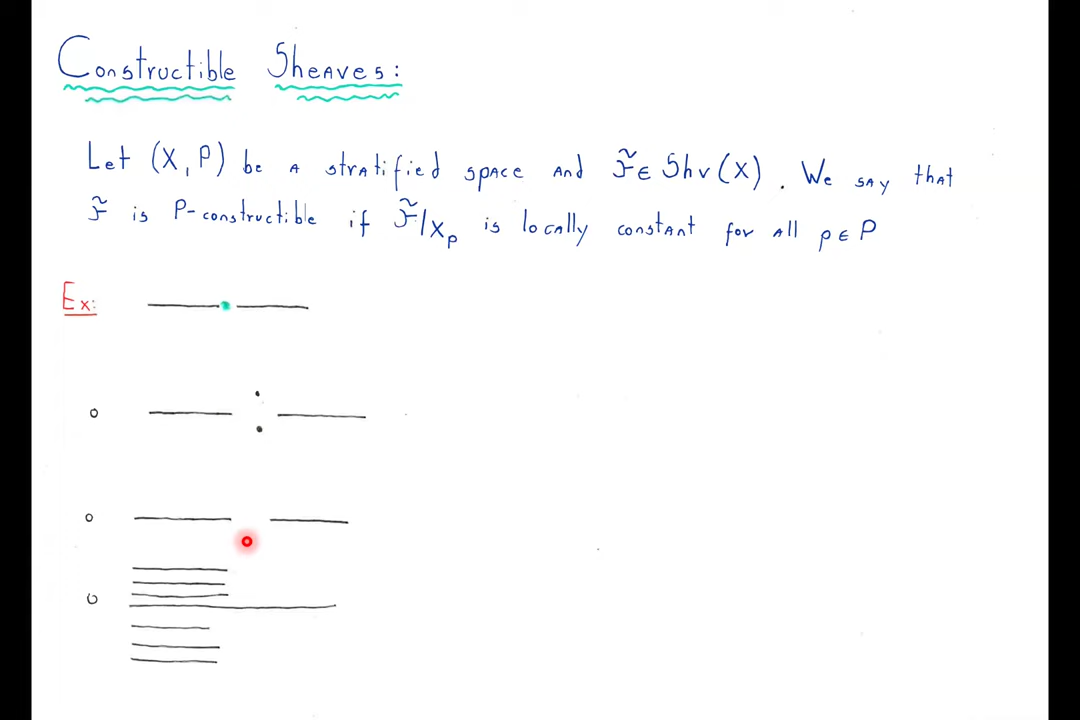 Constructible Sheaves:
Let (X, P) be a stratified space and F̃ ∈ Shv(X). We say that
F̃ is P-constructible if F̃|X_p is locally constant for all p ∈ P
Ex: